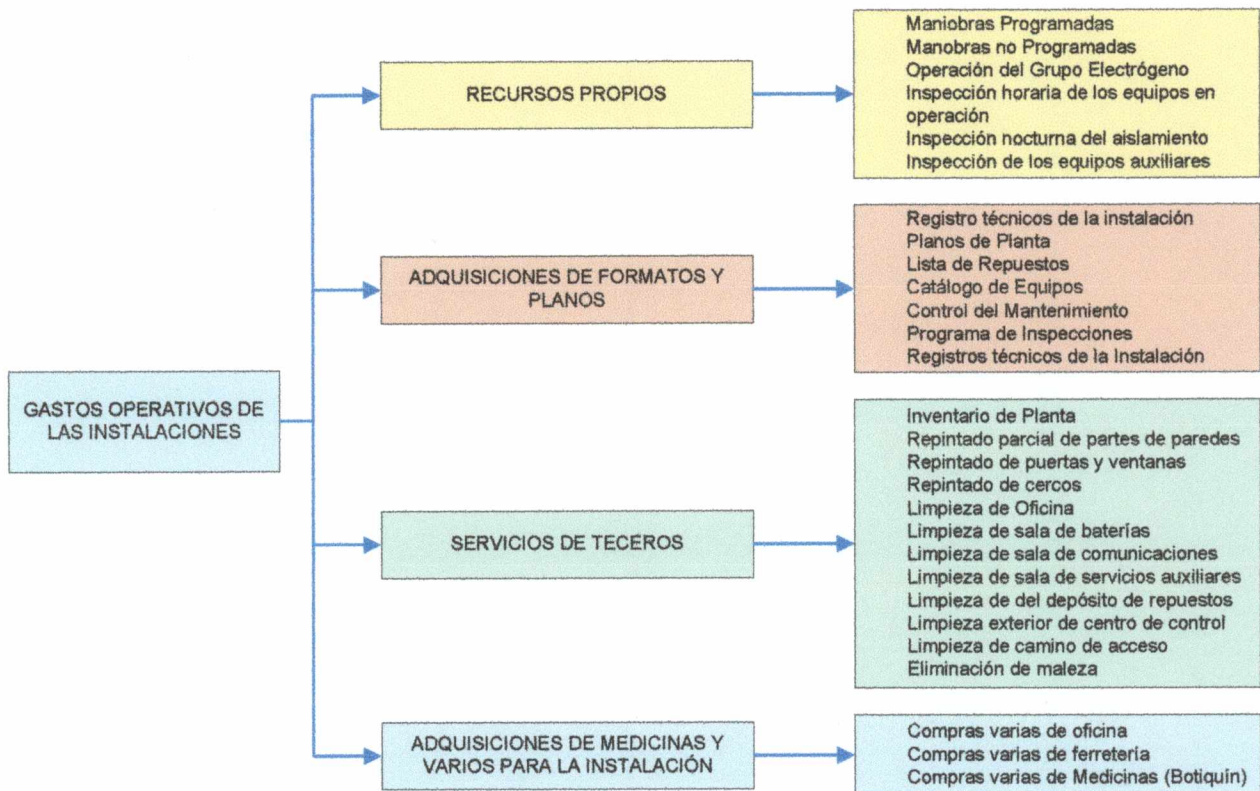 GASTOS OPERATIVOS DE
LAS INSTALACIONES
RECURSOS PROPIOS
Maniobras Programadas
Manobras no Programadas
Operación del Grupo Electrógeno
Inspección horaria de los equipos en
operación
Inspección nocturna del aislamiento
Inspección de los equipos auxiliares
ADQUISICIONES DE FORMATOS Y
PLANOS
Registro técnicos de la instalación
Planos de Planta
Lista de Repuestos
Catálogo de Equipos
Control del Mantenimiento
Programa de Inspecciones
Registros técnicos de la Instalación
SERVICIOS DE TECEROS
Inventario de Planta
Repintado parcial de partes de paredes
Repintado de puertas y ventanas
Repintado de cercos
Limpieza de Oficina
Limpieza de sala de baterías
Limpieza de sala de comunicaciones
Limpieza de sala de servicios auxiliares
Limpieza de del depósito de repuestos
Limpieza exterior de centro de control
Limpieza de camino de acceso
Eliminación de maleza
ADQUISICIONES DE MEDICINAS Y
VARIOS PARA LA INSTALACIÓN
Compras varias de oficina
Compras varias de ferretería
Compras varias de Medicinas (Botiquín)